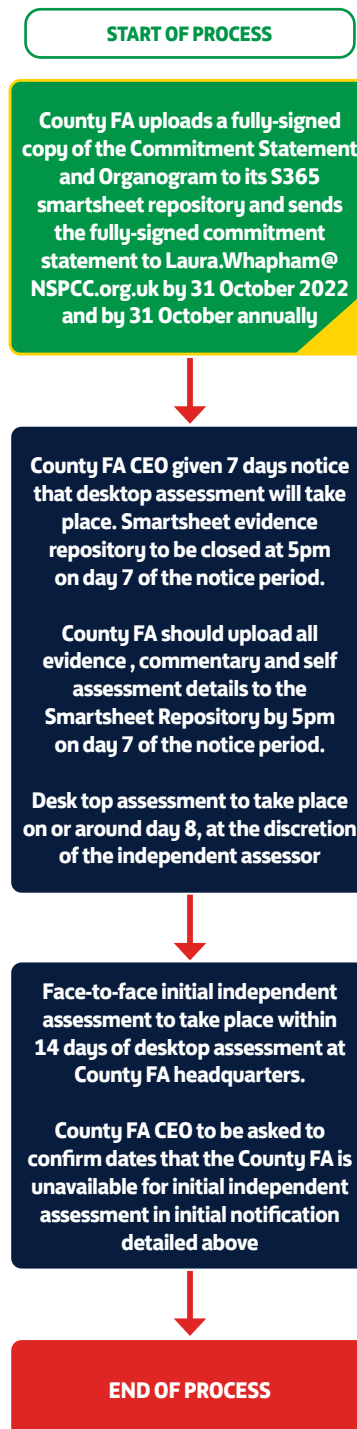 START OF PROCESS
County FA uploads a fully-signed
copy of the Commitment Statement
and Organogram to its S365
smartsheet repository and sends
the fully-signed commitment
statement to Laura.Whapham@
NSPCC.org.uk by 31 October 2022
and by 31 October annually
County FA CEO given 7 days notice
that desktop assessment will take
place. Smartsheet evidence
repository to be closed at 5pm
on day 7 of the notice period.
County FA should upload all
evidence , commentary and self
assessment details to the
Smartsheet Repository by 5pm
on day 7 of the notice period.
Desk top assessment to take place
on or around day 8, at the discretion
of the independent assessor
Face-to-face initial independent
assessment to take place within
14 days of desktop assessment at
County FA headquarters.
County FA CEO to be asked to
confirm dates that the County FA is
unavailable for initial independent
assessment in initial notification
detailed above
END OF PROCESS